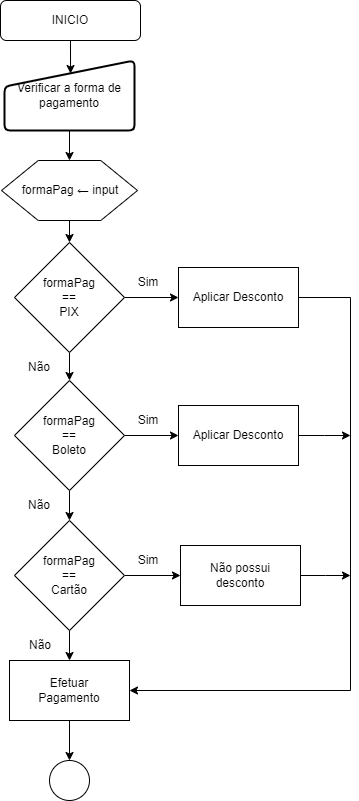 INICIO
Verificar a forma de
pagamento
formaPag ← input
formaPag
==
PIX
Sim
Aplicar Desconto
Não
formaPag
==
Boleto
Sim
Aplicar Desconto
Não
formaPag
==
Cartão
Sim
Não possui
desconto
Não
Efetuar
Pagamento